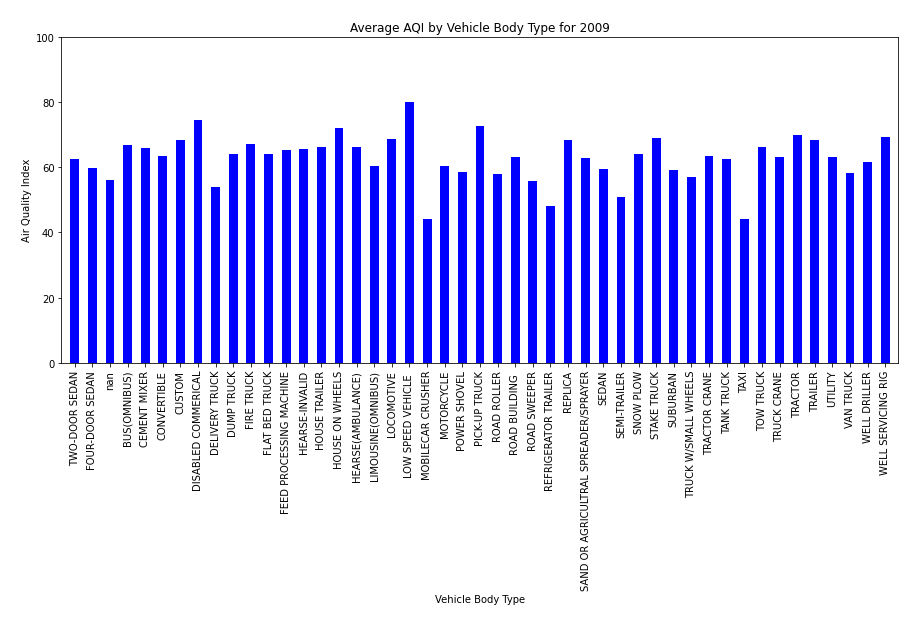 Average AQI by Vehicle Body Type for 2009
Air Quality Index
100
80
60
40
20
0
TWO-DOOR SEDAN
FOUR-DOOR SEDAN
nan
BUS(OMNIBUS)
CEMENT MIXER
CONVERTIBLE
CUSTOM
DISABLED COMMERICAL
DELIVERY TRUCK
DUMP TRUCK
FIRE TRUCK
FLAT BED TRUCK
FEED PROCESSING MACHINE
HEARSE-INVALID
HOUSE TRAILER
HOUSE ON WHEELS
HEARSE(AMBULANCE)
LIMOUSINE(OMNIBUS)
LOCOMOTIVE
LOW SPEED VEHICLE
MOBILECAR CRUSHER
MOTORCYCLE
POWER SHOVEL
PICK-UP TRUCK
ROAD ROLLER
ROAD BUILDING
ROAD SWEEPER
REFRIGERATOR TRAILER
REPLICA
SAND OR AGRICULTRAL SPREADER/SPRAYER
SEDAN
SEMI-TRAILER
SNOW PLOW
STAKE TRUCK
SUBURBAN
TRUCK W/SMALL WHEELS
TRACTOR CRANE
TANK TRUCK
TAXI
TOW TRUCK
TRUCK CRANE
TRACTOR
TRAILER
UTILITY
VAN TRUCK
WELL DRILLER
WELL SERVICING RIG
Vehicle Body Type